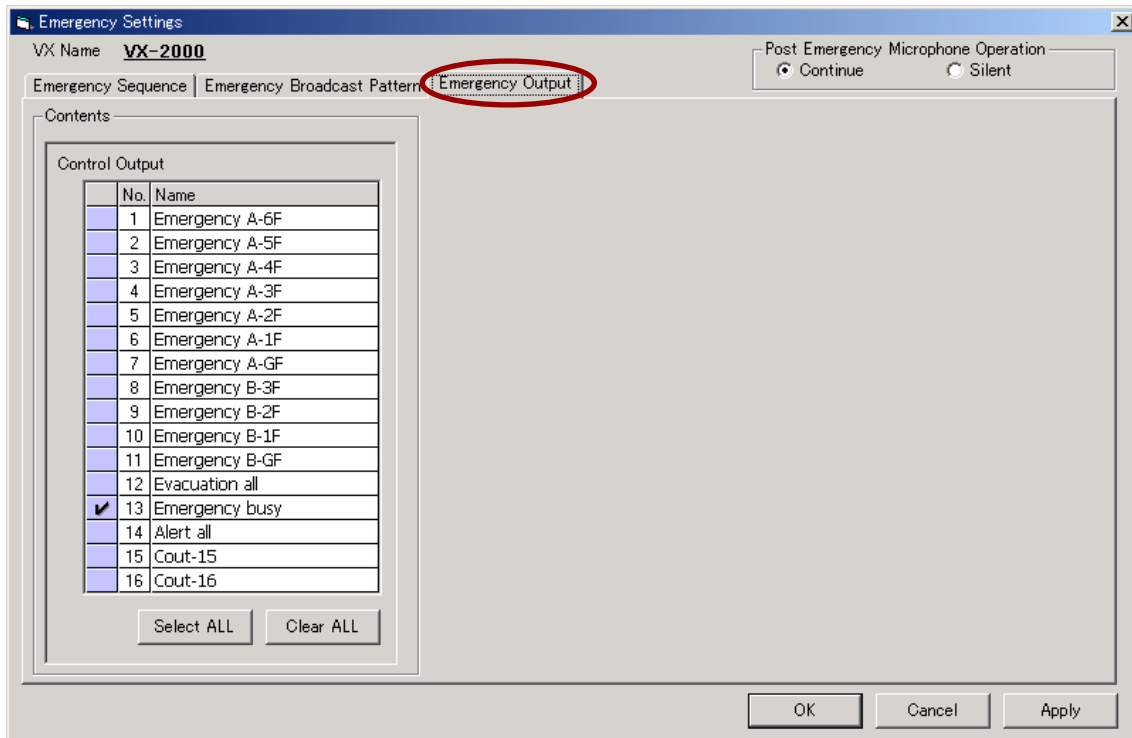 Emergency Settings
VX Name VX-2000
Post Emergency Microphone Operation
Continue Silent
Emergency Sequence Emergency Broadcast Pattern Emergency Output
Contents
Control Output
No. Name
1 Emergency A-6F
2 Emergency A-5F
3 Emergency A-4F
4 Emergency A-3F
5 Emergency A-2F
6 Emergency A-1F
7 Emergency A-GF
8 Emergency B-3F
9 Emergency B-2F
10 Emergency B-1F
11 Emergency B-GF
12 Evacuation all
13 Emergency busy
14 Alert all
15 Cout-15
16 Cout-16
Select ALL Clear ALL
OK Cancel Apply